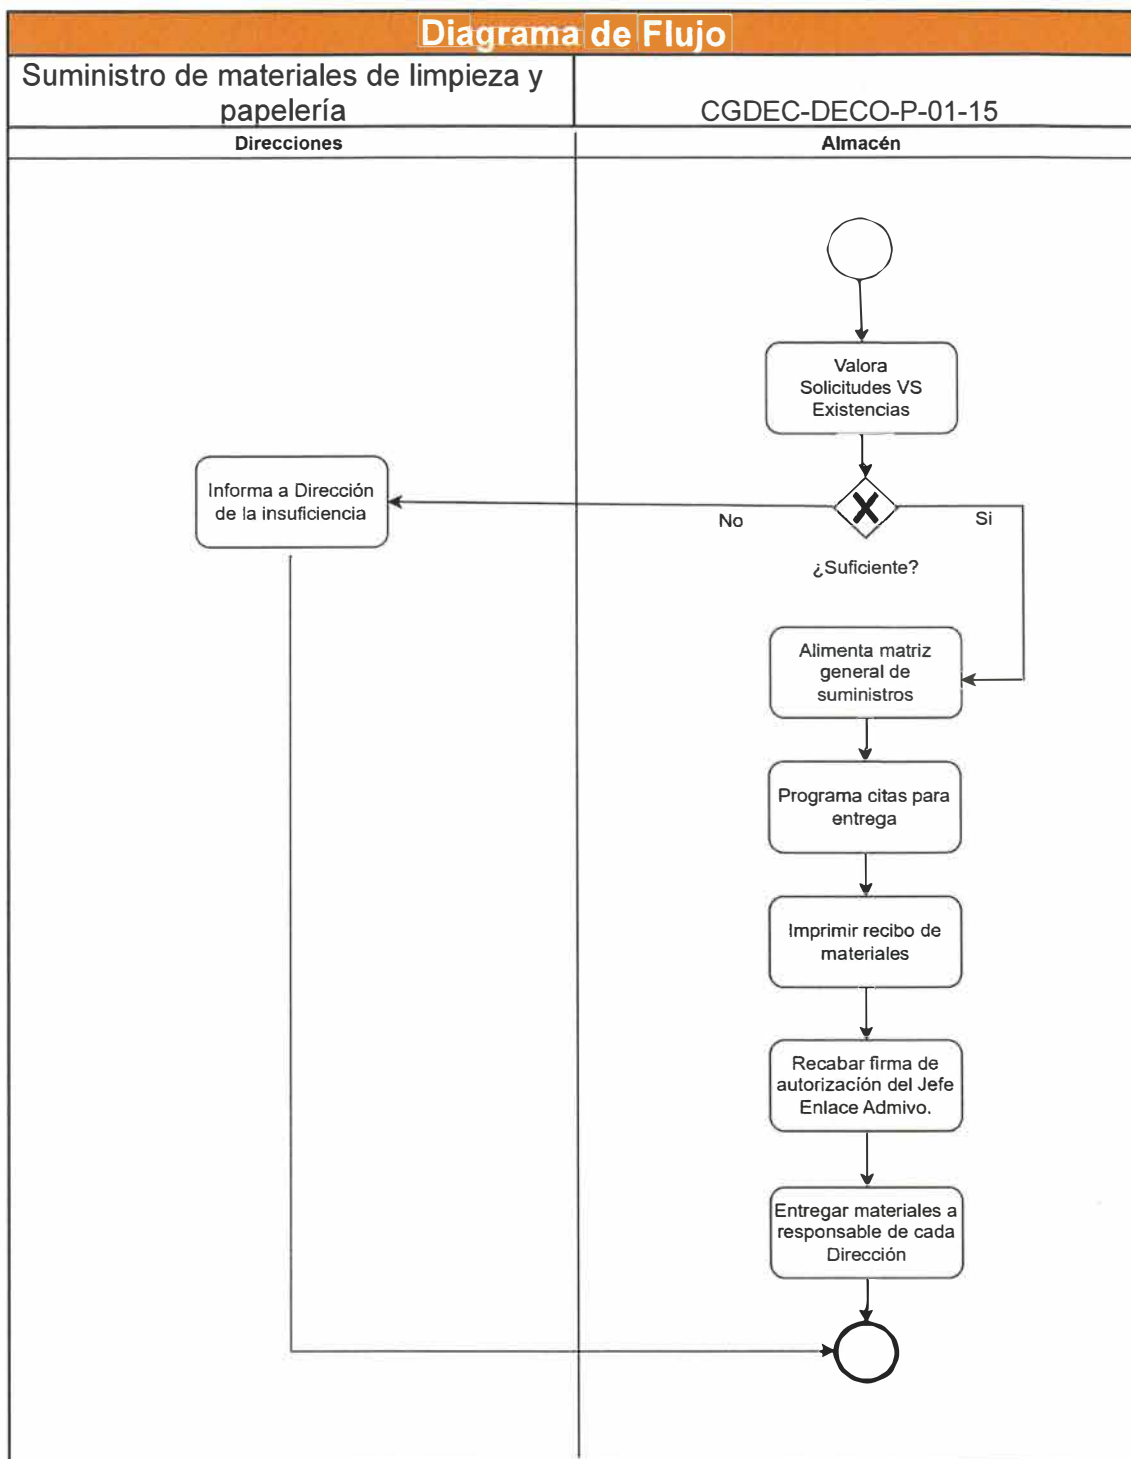 Diagrama de Flujo
Suministro de materiales de limpieza y
papelería
CGDEC-DECO-P-01-15
Direcciones
Almacén
Valora
Solicitudes VS
Existencias
Informa a Dirección
de la insuficiencia
No
Si
¿Suficiente?
Alimenta matriz
general de
suministros
Programa citas para
entrega
Imprimir recibo de
materiales
Recabar firma de
autorización del Jefe
Enlace Admivo.
Entregar materiales a
responsable de cada
Dirección